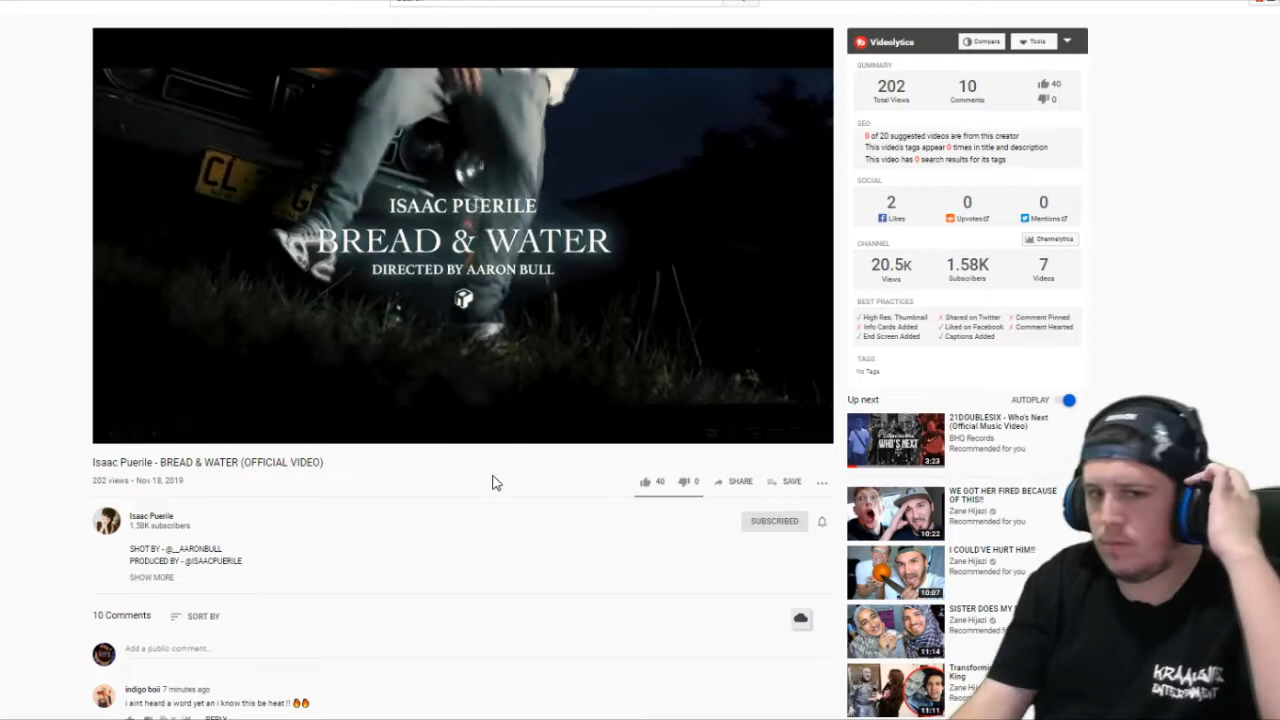 CL
G
ISAAC PUERILE
BREAD & WATER
DIRECTED BY AARON BULL
Isaac Puerile - BREAD & WATER (OFFICIAL VIDEO)
202 views • Nov 18, 2019
40
0
SHARE
SAVE
Isaac Puerile
1.58K subscribers
SUBSCRIBED
SHOT BY - @__AARONBULL
PRODUCED BY - @ISAACPUERILE
SHOW MORE
10 Comments
SORT BY
Add a public comment...
indigo boii 7 minutes ago
i aint heard a word yet an i know this be heat !!
REPLY
Videolytica
Compare
Tools
SUMMARY
202
10
40
Total Views
Comments
0
SEO
0 of 20 suggested videos are from this creator
This video's tags appear 0 times in title and description
This video has 0 search results for its tags
SOCIAL
2
0
0
Likes
Upvotes
Mentions
CHANNEL
Channelytica
20.5K
1.58K
7
Views
Subscribers
Videos
BEST PRACTICES
✓ High Res. Thumbnail
✗ Shared on Twitter
✗ Comment Pinned
✗ Info Cards Added
✓ Liked on Facebook
✗ Comment Hearted
✓ End Screen Added
✓ Captions Added
TAGS
No Tags
Up next
AUTOPLAY
WHO'S NEXT
3:23
21DOUBLESIX - Who's Next
(Official Music Video)
BHQ Records
Recommended for you
10:22
WE GOT HER FIRED BECAUSE
OF THIS!!
Zane Hijazi
Recommended for you
10:07
I COULD'VE HURT HIM!!
Zane Hijazi
Recommended for you
11:14
SISTER DOES MY
Zane Hijazi
Recommended fo
11:11
Transformin
King
Zane Hija
Recomm
ENTERTAINMENT